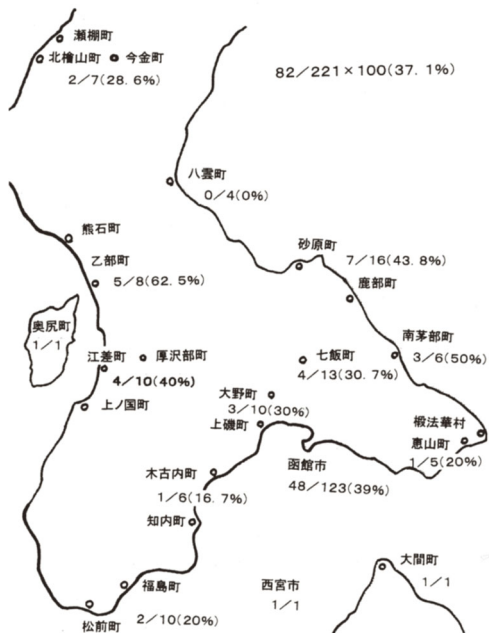 瀬棚町
北檜山町 今金町
2/7(28.6%)
82/221×100(37.1%)
八雲町
0/4(0%)
熊石町
乙部町
5/8(62.5%)
砂原町
7/16(43.8%)
鹿部町
奥尻町
1/1
江差町 厚沢部町
4/10(40%)
上ノ国町
七飯町
4/13(30.7%)
南茅部町
3/6(50%)
大野町
3/10(30%)
上磯町
椴法華村
恵山町
1/5(20%)
函館市
48/123(39%)
木古内町
1/6(16.7%)
知内町
福島町
松前町
2/10(20%)
西宮市
1/1
大間町
1/1